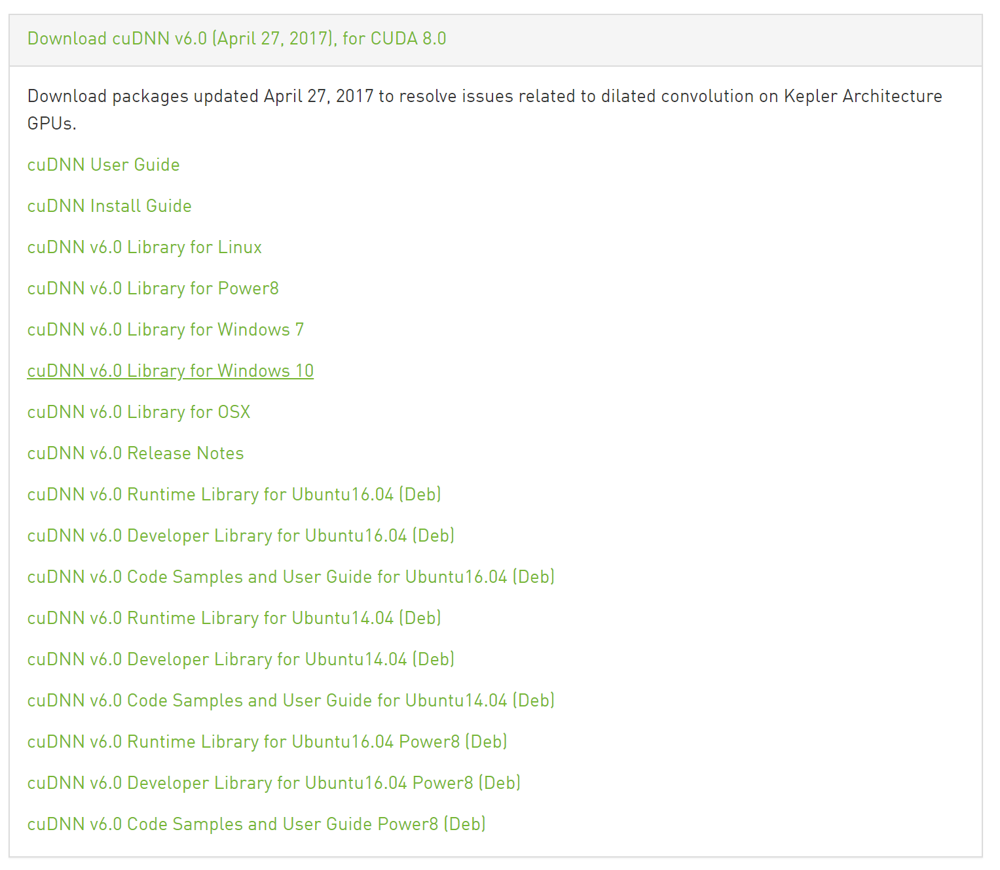 Download cuDNN v6.0 (April 27, 2017), for CUDA 8.0
Download packages updated April 27, 2017 to resolve issues related to dilated convolution on Kepler Architecture
GPUs.
cuDNN User Guide
cuDNN Install Guide
cuDNN v6.0 Library for Linux
cuDNN v6.0 Library for Power8
cuDNN v6.0 Library for Windows 7
cuDNN v6.0 Library for Windows 10
cuDNN v6.0 Library for OSX
cuDNN v6.0 Release Notes
cuDNN v6.0 Runtime Library for Ubuntu16.04 (Deb)
cuDNN v6.0 Developer Library for Ubuntu16.04 (Deb)
cuDNN v6.0 Code Samples and User Guide for Ubuntu16.04 (Deb)
cuDNN v6.0 Runtime Library for Ubuntu14.04 (Deb)
cuDNN v6.0 Developer Library for Ubuntu14.04 (Deb)
cuDNN v6.0 Code Samples and User Guide for Ubuntu14.04 (Deb)
cuDNN v6.0 Runtime Library for Ubuntu16.04 Power8 (Deb)
cuDNN v6.0 Developer Library for Ubuntu16.04 Power8 (Deb)
cuDNN v6.0 Code Samples and User Guide Power8 (Deb)